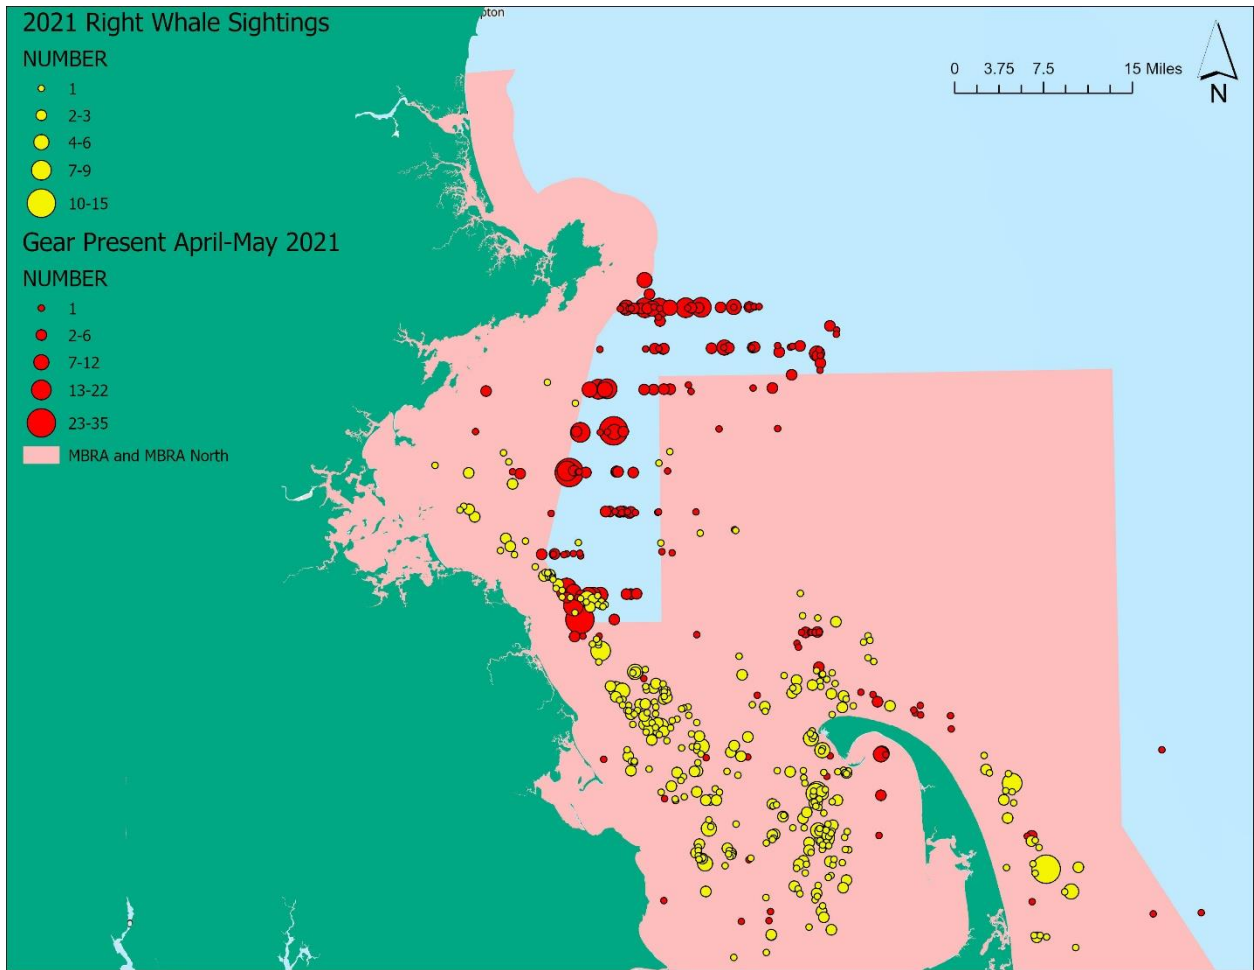 pton
2021 Right Whale Sightings
NUMBER
1
2-3
4-6
7-9
10-15
Gear Present April-May 2021
NUMBER
1
2-6
7-12
13-22
23-35
MBRA and MBRA North
0 3.75 7.5 15 Miles
N